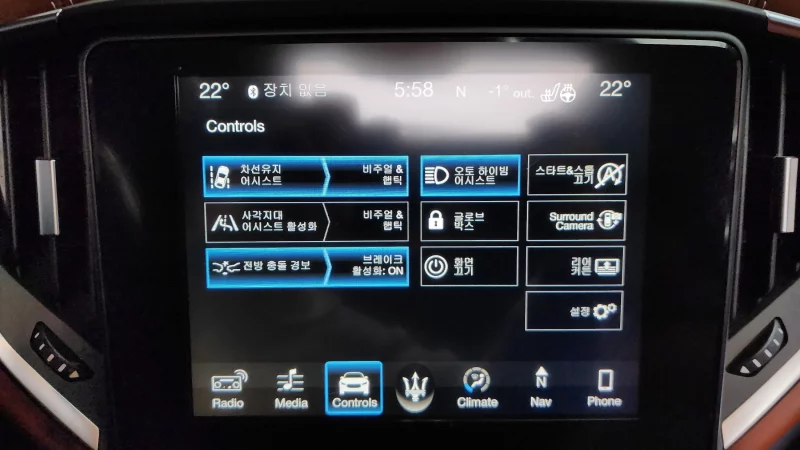 22° 장치 없음 5:58 N -1° out. 22°
Controls
차선유지
어시스트
비주얼 &
햅틱
오토 하이빔
어시스트
스타트&스톱
끄기
사각지대
어시스트 활성화
비주얼 &
햅틱
글로브
박스
Surround
Camera
전방 충돌 경보
브레이크
활성화: ON
화면
끄기
리어
커튼
설정
Radio
Media
Controls
Climate
N
Nav
Phone